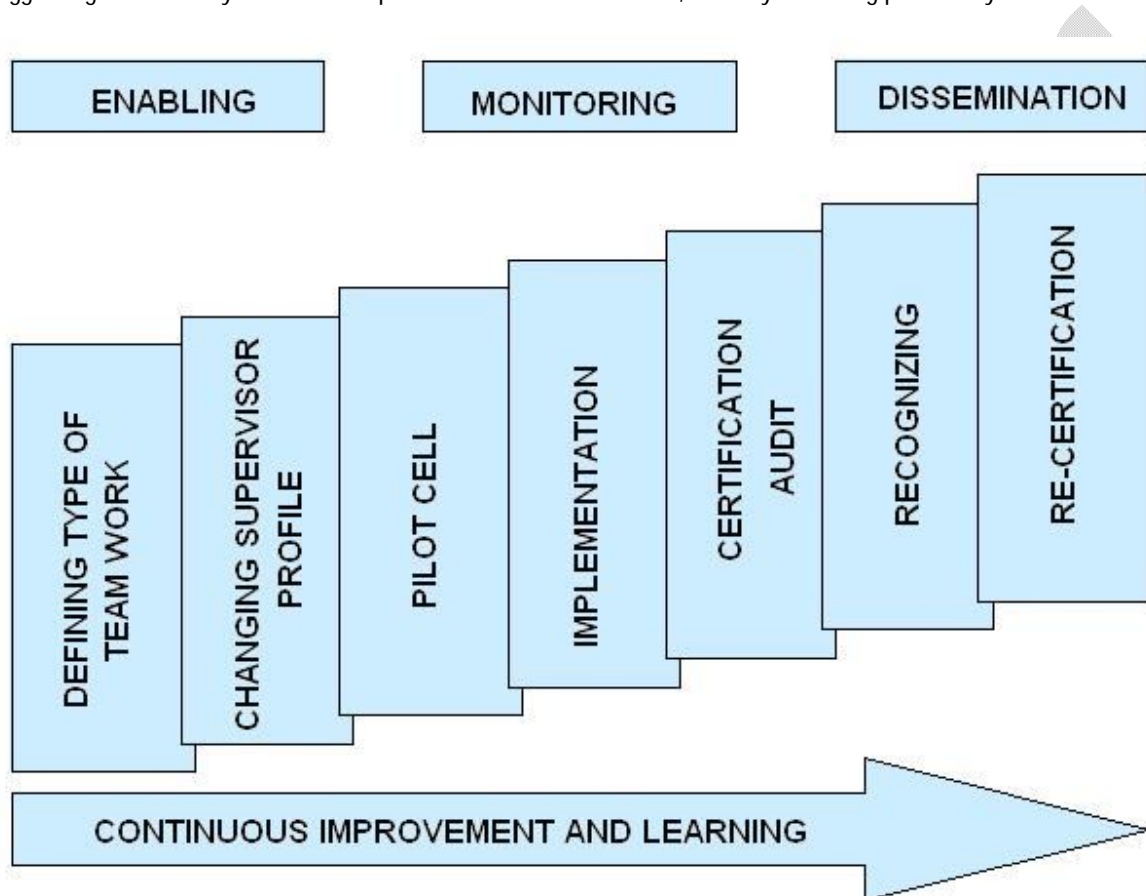 ENABLING
MONITORING
DISSEMINATION
DEFINING TYPE OF
TEAM WORK
CHANGING SUPERVISOR
PROFILE
PILOT CELL
IMPLEMENTATION
CERTIFICATION
AUDIT
RECOGNIZING
RE-CERTIFICATION
CONTINUOUS IMPROVEMENT AND LEARNING